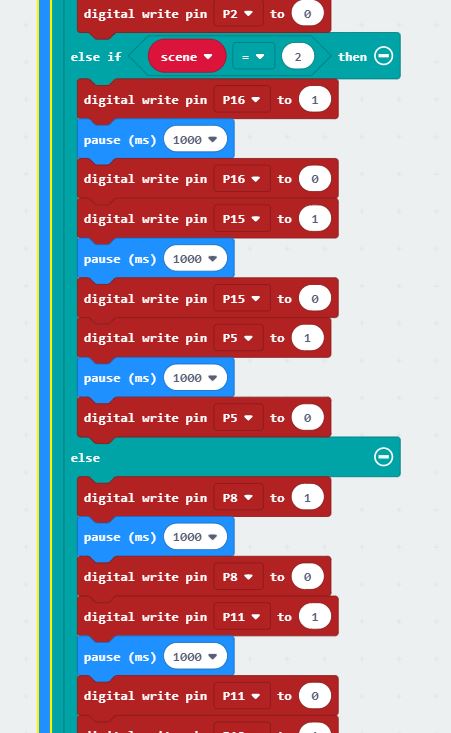 digital write pin P2 to 0
else if scene = 2 then
digital write pin P16 to 1
pause (ms) 1000
digital write pin P16 to 0
digital write pin P15 to 1
pause (ms) 1000
digital write pin P15 to 0
digital write pin P5 to 1
pause (ms) 1000
digital write pin P5 to 0
else
digital write pin P8 to 1
pause (ms) 1000
digital write pin P8 to 0
digital write pin P11 to 1
pause (ms) 1000
digital write pin P11 to 0